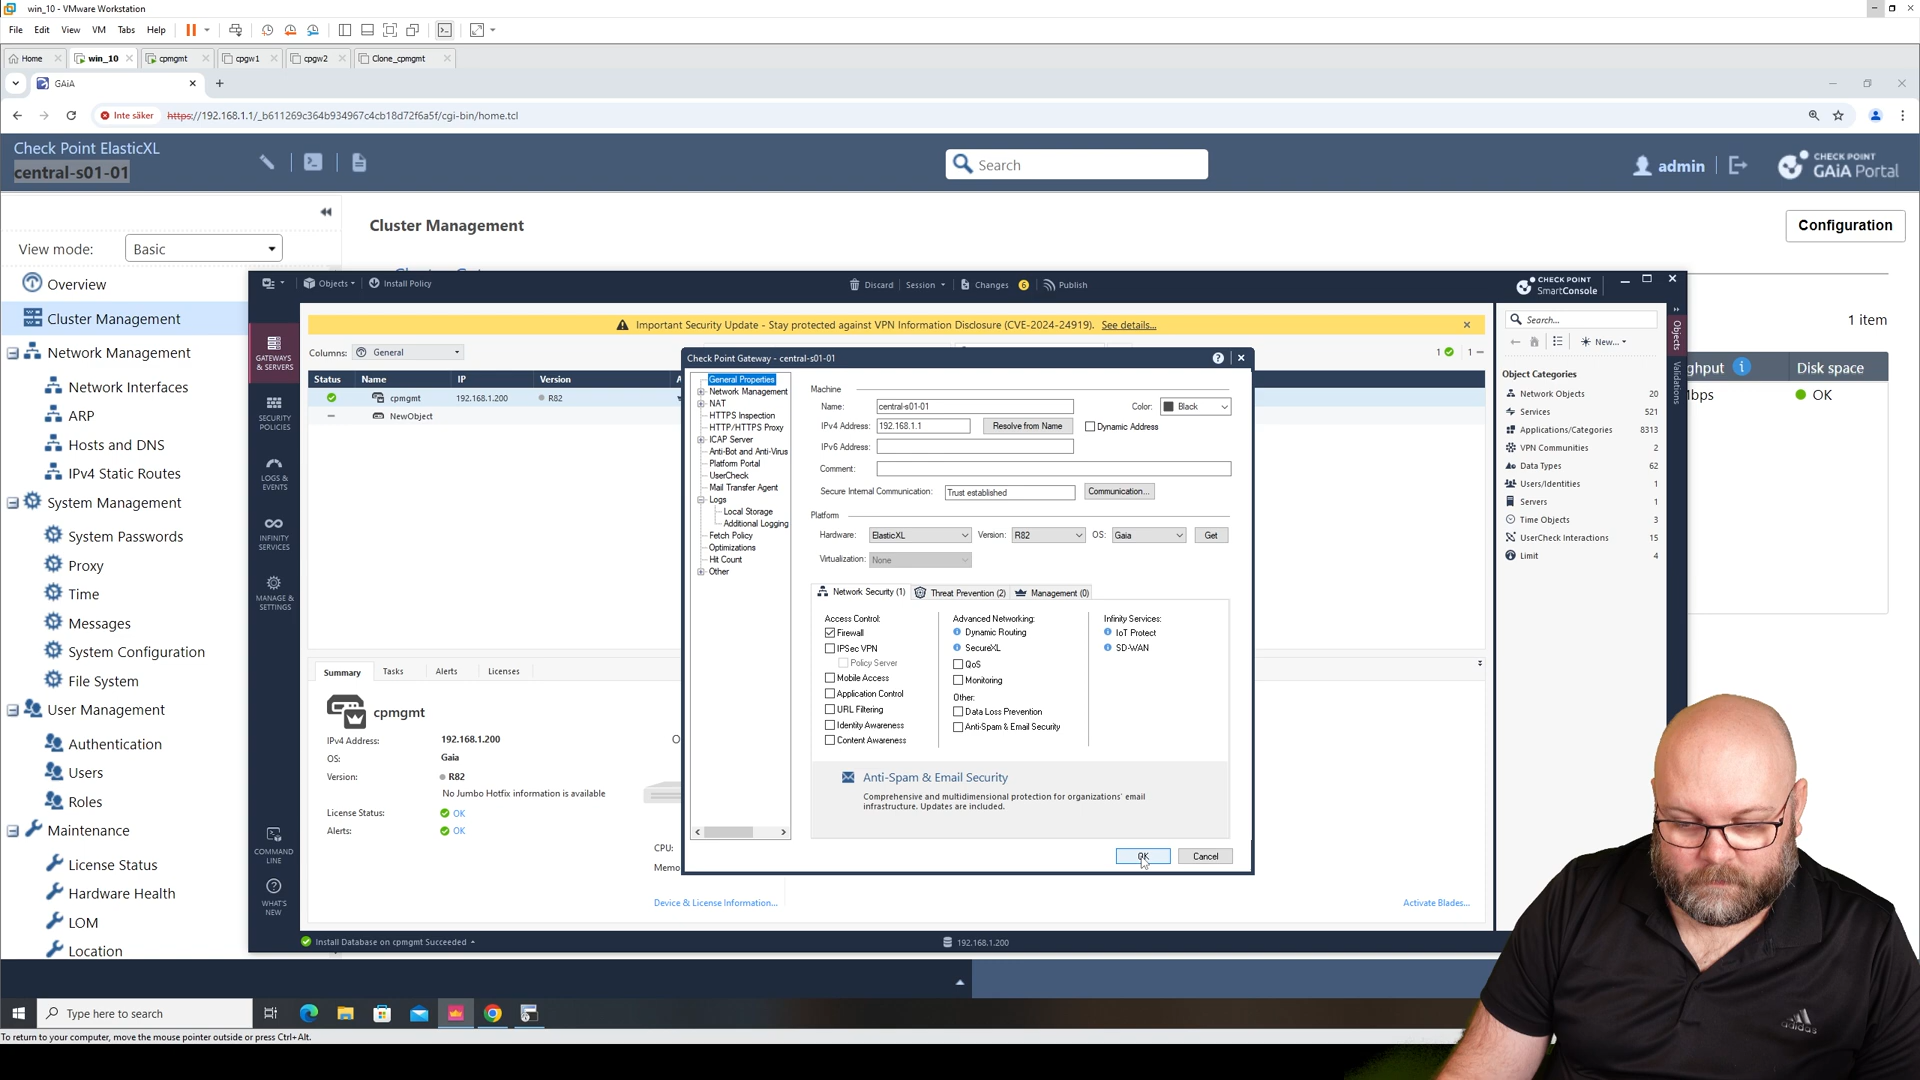 win_10 - VMware Workstation
File Edit View VM Tabs Help
Home win_10 cpmgmt cpgw1 cpgw2 Clone_cpmgmt
GAiA
Inte säker https://192.168.1.1/_b611269c364b934967c4cb18d72f6a5f/cgi-bin/home.tcl
Check Point ElasticXL
central-s01-01
Search
admin
CHECK POINT
GAiA Portal
Cluster Management
Configuration
View mode: Basic
Overview
Cluster Management
Network Management
Network Interfaces
ARP
Hosts and DNS
IPv4 Static Routes
System Management
System Passwords
Proxy
Time
Messages
System Configuration
File System
User Management
Authentication
Users
Roles
Maintenance
License Status
Hardware Health
LOM
Location
1 item
Disk space
OK
Objects Install Policy
Discard Session Changes 6 Publish
CHECK POINT
SmartConsole
GATEWAYS
& SERVERS
SECURITY
POLICIES
LOGS &
EVENTS
INFINITY
SERVICES
MANAGE &
SETTINGS
COMMAND
LINE
WHAT'S
NEW
Important Security Update - Stay protected against VPN Information Disclosure (CVE-2024-24919). See details...
Columns: General
1 1
Status Name IP Version
cpmgmt 192.168.1.200 R82
NewObject
Summary Tasks Alerts Licenses
cpmgmt
IPv4 Address: 192.168.1.200
OS: Gaia
Version: R82
No Jumbo Hotfix information is available
License Status: OK
Alerts: OK
CPU:
Device & License Information...
Activate Blades...
Install Database on cpmgmt Succeeded
192.168.1.200
Check Point Gateway - central-s01-01
General Properties
Network Management
NAT
HTTPS Inspection
HTTP/HTTPS Proxy
ICAP Server
Anti-Bot and Anti-Virus
Platform Portal
UserCheck
Mail Transfer Agent
Logs
Local Storage
Additional Logging
Fetch Policy
Optimizations
Hit Count
Other
Machine
Name: central-s01-01 Color: Black
IPv4 Address: 192.168.1.1 Resolve from Name Dynamic Address
IPv6 Address:
Comment:
Secure Internal Communication: Trust established Communication...
Platform
Hardware: ElasticXL Version: R82 OS: Gaia Get
Virtualization: None
Network Security (1) Threat Prevention (2) Management (0)
Access Control:
Firewall
IPSec VPN
Policy Server
Mobile Access
Application Control
URL Filtering
Identity Awareness
Content Awareness
Advanced Networking:
Dynamic Routing
SecureXL
QoS
Monitoring
Other:
Data Loss Prevention
Anti-Spam & Email Security
Infinity Services:
IoT Protect
SD-WAN
Anti-Spam & Email Security
Comprehensive and multidimensional protection for organizations' email
infrastructure. Updates are included.
OK Cancel
Search...
New...
Object Categories
Network Objects 20
Services 521
Applications/Categories 8313
VPN Communities 2
Data Types 62
Users/Identities 1
Servers 1
Time Objects 3
UserCheck Interactions 15
Limit 4
Objects
Validations
Type here to search
To return to your computer, move the mouse pointer outside or press Ctrl+Alt.
adidas